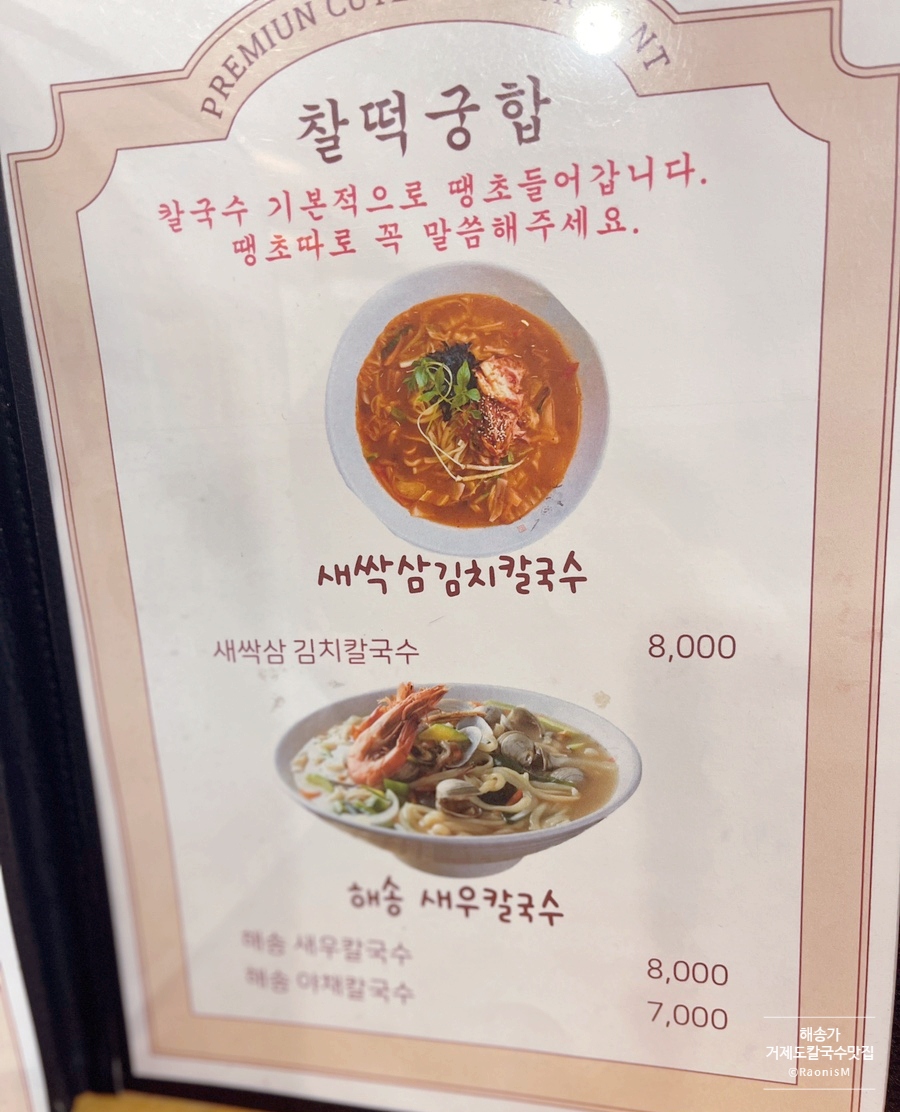 PREMIUN
찰떡궁합
칼국수 기본적으로 땡초들어갑니다.
땡초따로 꼭 말씀해주세요.
새싹삼김치칼국수
새싹삼 김치칼국수 8,000
해송 새우칼국수
해송 새우칼국수 8,000
해송 야채칼국수 7,000
해송가
거제도칼국수맛집
©RaonisM